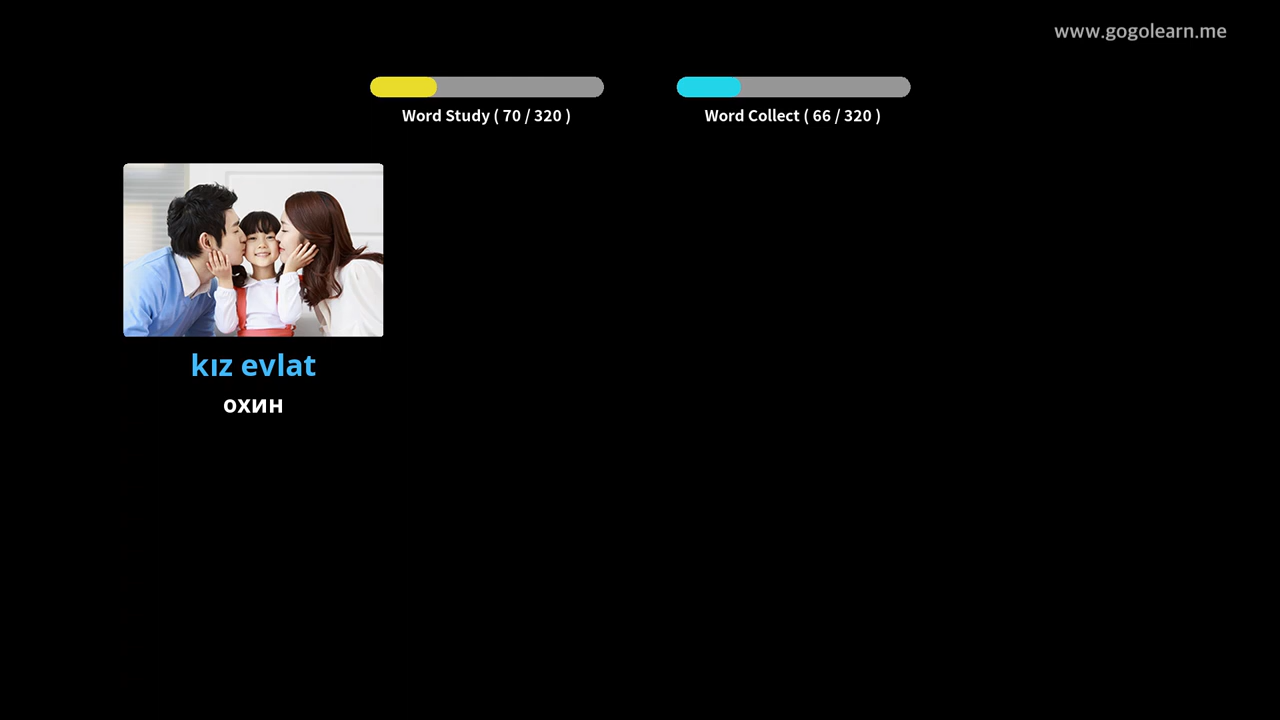 www.gogolearn.me
Word Study ( 70 / 320 )
Word Collect ( 66 / 320 )
kız evlat
охин